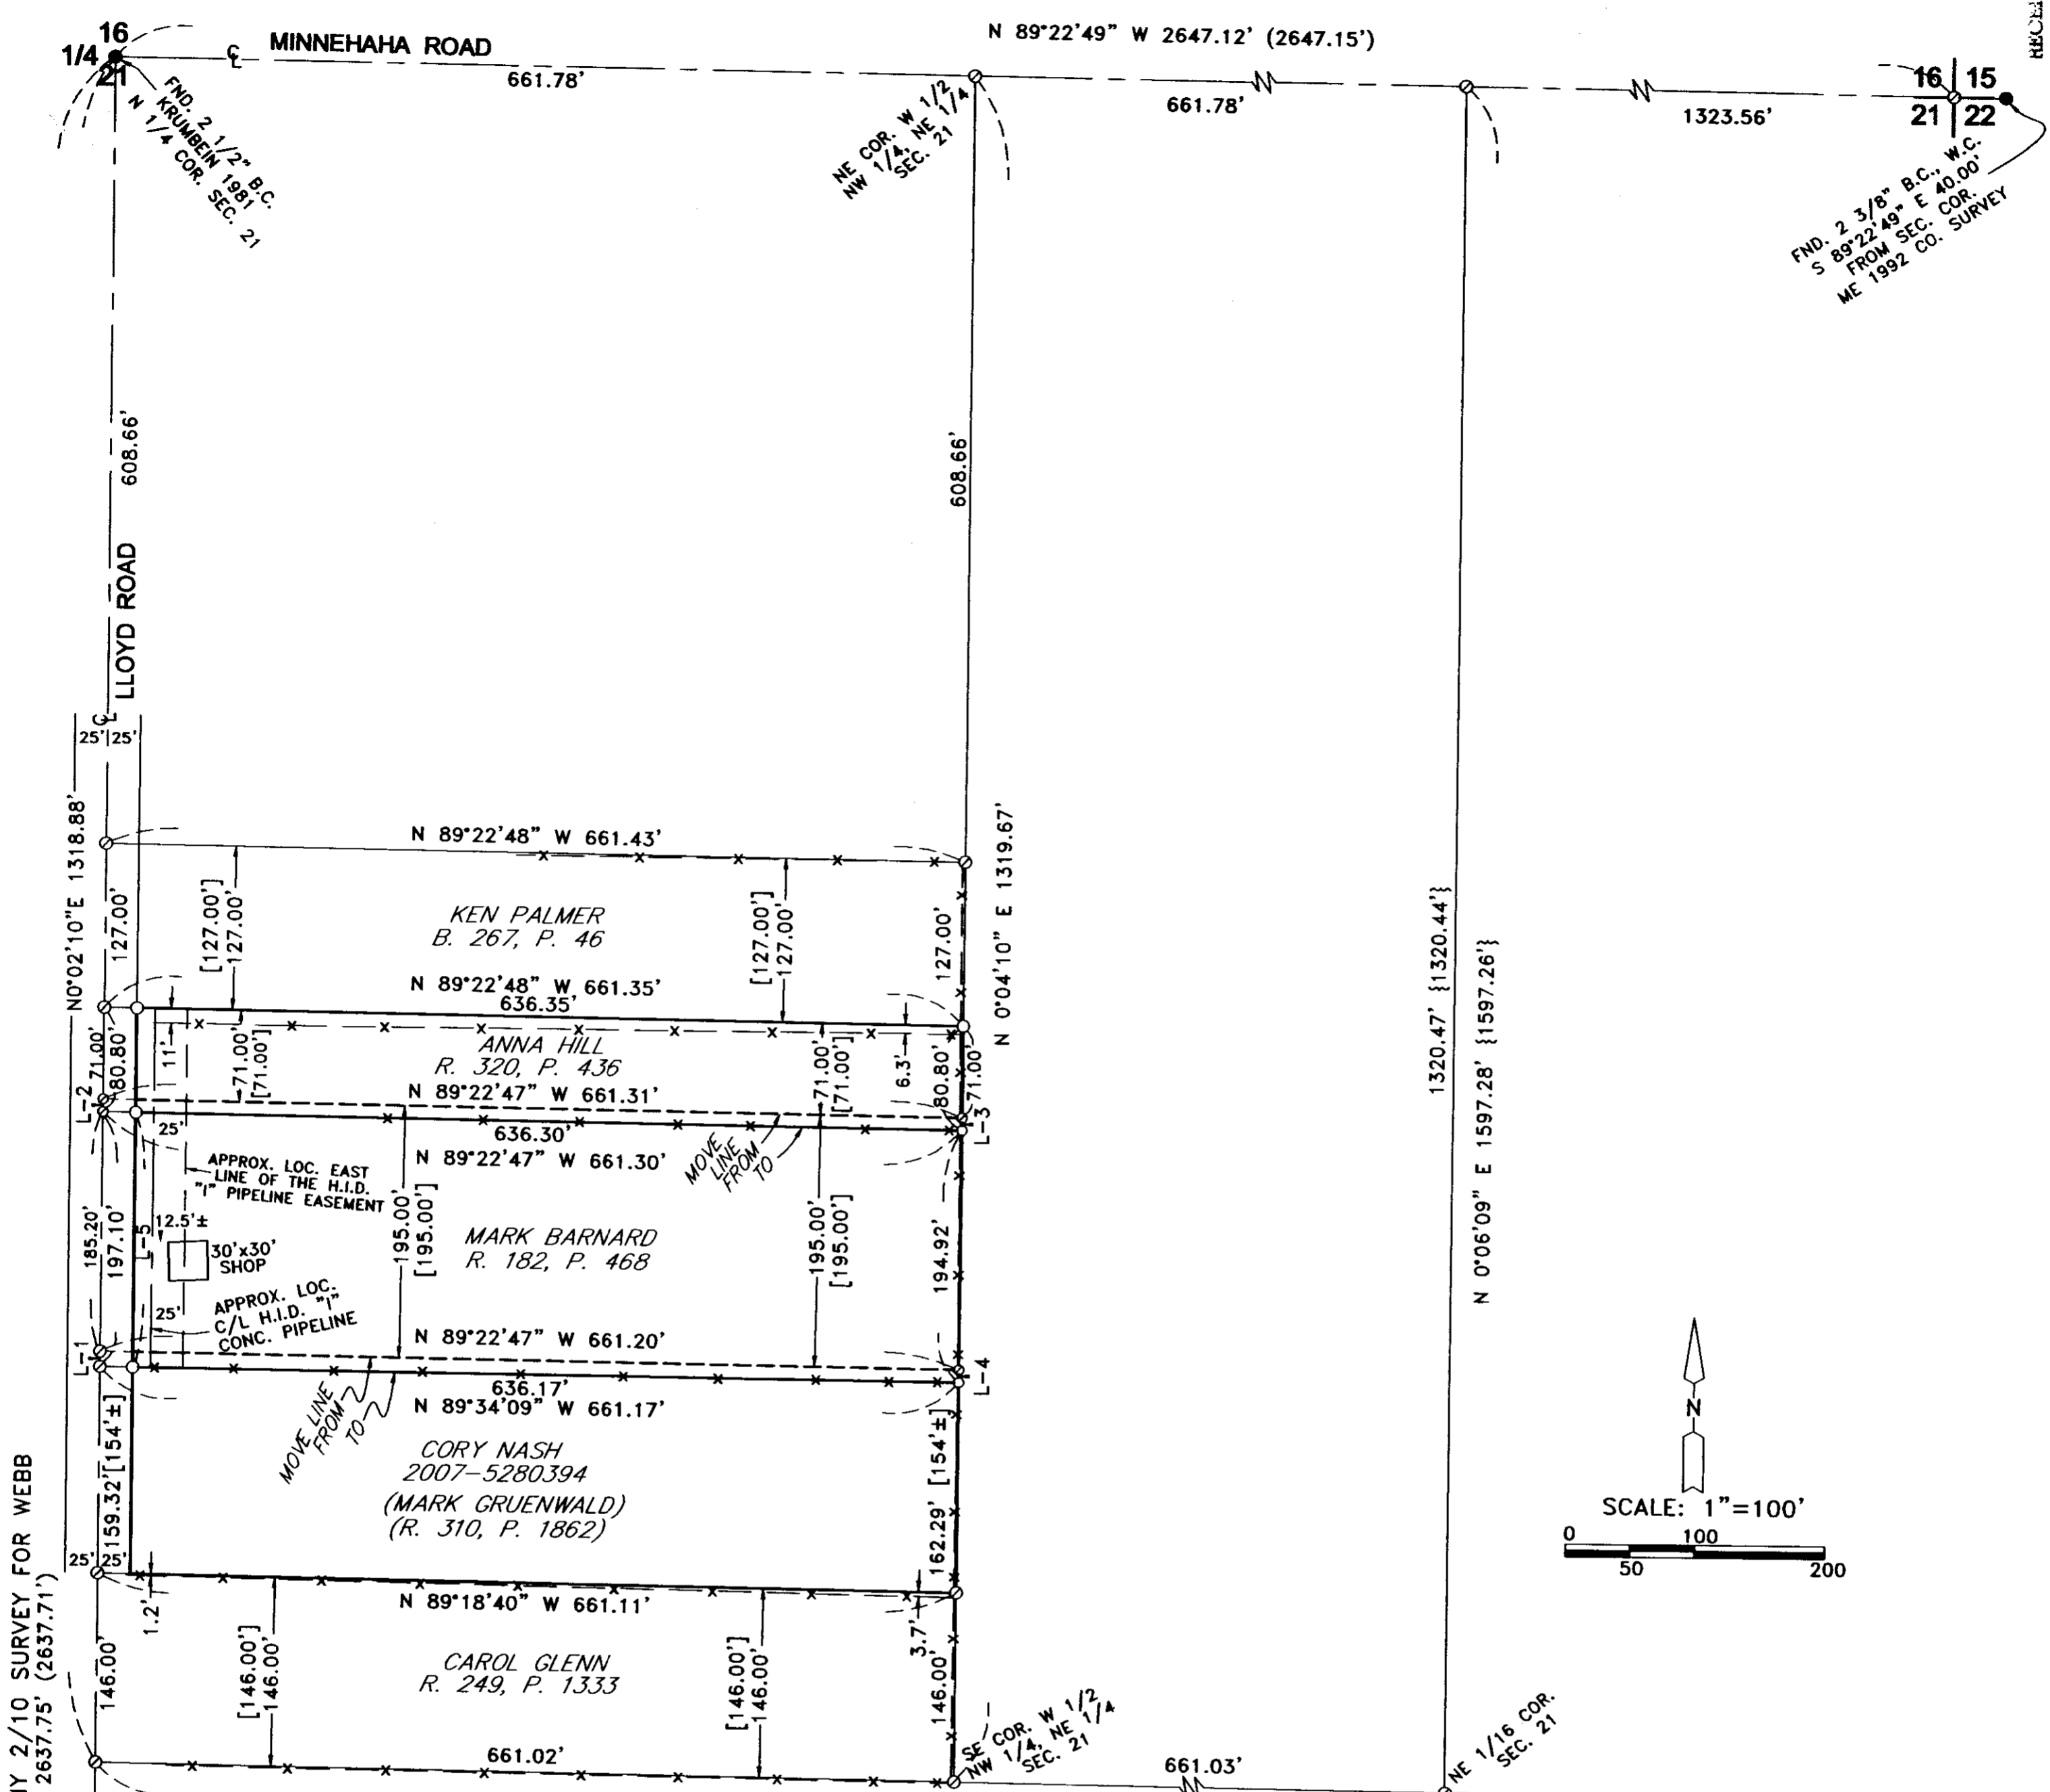 N 89°22'49" W 2647.12' (2647.15')
16
1/4
21
℄
MINNEHAHA ROAD
661.78'
661.78'
1323.56'
16 15
21 22
FND. 2 1/2" B.C.
KRUMBEIN 1981
N 1/4 COR. SEC. 21
NE COR. W 1/2
NW 1/4, NE 1/4
SEC. 21
FND. 2 3/8" B.C., W.C.
S 89°22'49" E 40.00'
FROM SEC. COR.
ME 1992 CO. SURVEY
608.66'
608.66'
LLOYD ROAD
℄
25' 25'
N0°02'10"E 1318.88'
N 0°04'10" E 1319.67'
1320.47' {1320.44'}
N 0°06'09" E 1597.28' {1597.26'}
N 89°22'48" W 661.43'
127.00'
[127.00']
127.00'
KEN PALMER
B. 267, P. 46
[127.00']
127.00'
127.00'
N 89°22'48" W 661.35'
636.35'
71.00'
80.80'
11'
71.00'
[71.00']
ANNA HILL
R. 320, P. 436
71.00'
[71.00']
6.3'
80.80'
71.00'
N 89°22'47" W 661.31'
L-2
L-3
25'
636.30'
N 89°22'47" W 661.30'
MOVE
LINE
FROM
TO
APPROX. LOC. EAST
LINE OF THE H.I.D.
"I" PIPELINE EASEMENT
185.20'
197.10'
L-5
12.5'±
30'x30'
SHOP
195.00'
[195.00']
MARK BARNARD
R. 182, P. 468
195.00'
[195.00']
194.92'
25'
APPROX. LOC.
C/L H.I.D. "I"
CONC. PIPELINE
N 89°22'47" W 661.20'
L-1
L-4
636.17'
N 89°34'09" W 661.17'
MOVE LINE
FROM
TO
159.32'[154'±]
CORY NASH
2007-5280394
(MARK GRUENWALD)
(R. 310, P. 1862)
162.29' [154'±]
25' 25'
1.2'
N 89°18'40" W 661.11'
3.7'
146.00'
[146.00']
146.00'
CAROL GLENN
R. 249, P. 1333
[146.00']
146.00'
146.00'
661.02'
SE COR. W 1/2
NW 1/4, NE 1/4
SEC. 21
661.03'
NE 1/16 COR.
SEC. 21
2/10 SURVEY FOR WEBB
2637.75' (2637.71')
N
SCALE: 1"=100'
0 100
50 200